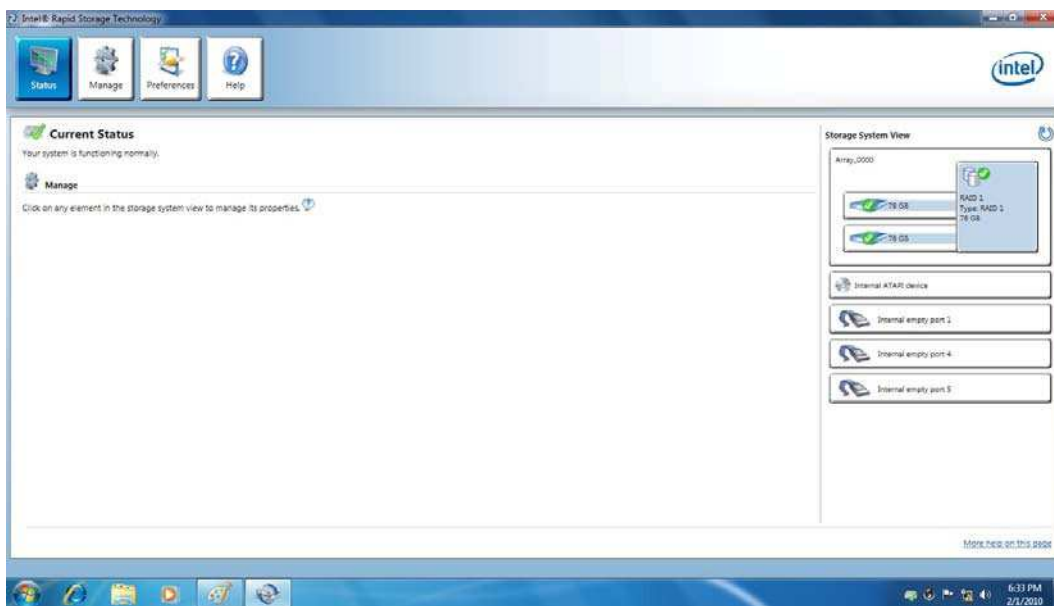 Intel® Rapid Storage Technology
Status
Manage
Preferences
Help
intel
Current Status
Your system is functioning normally.
Manage
Click on any element in the storage system view to manage its properties.
Storage System View
Array_0000
RAID 1
Type: RAID 1
76 GB
76 GB
76 GB
Internal ATAPI device
Internal empty port 1
Internal empty port 4
Internal empty port 5
More help on this page
6:33 PM
2/1/2010